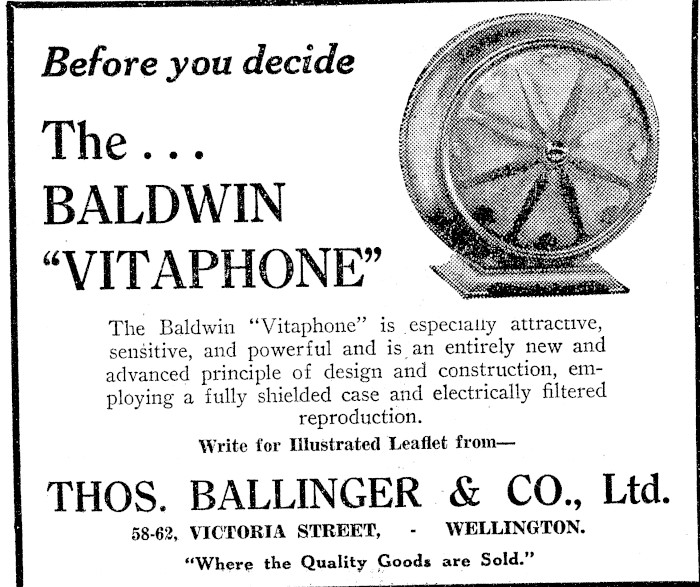 Before you decide
The . . .
BALDWIN
“VITAPHONE”
The Baldwin “Vitaphone” is especially attractive,
sensitive, and powerful and is an entirely new and
advanced principle of design and construction, em-
ploying a fully shielded case and electrically filtered
reproduction.
Write for Illustrated Leaflet from—
THOS. BALLINGER & CO., Ltd.
58-62, VICTORIA STREET, - WELLINGTON.
“Where the Quality Goods are Sold.”